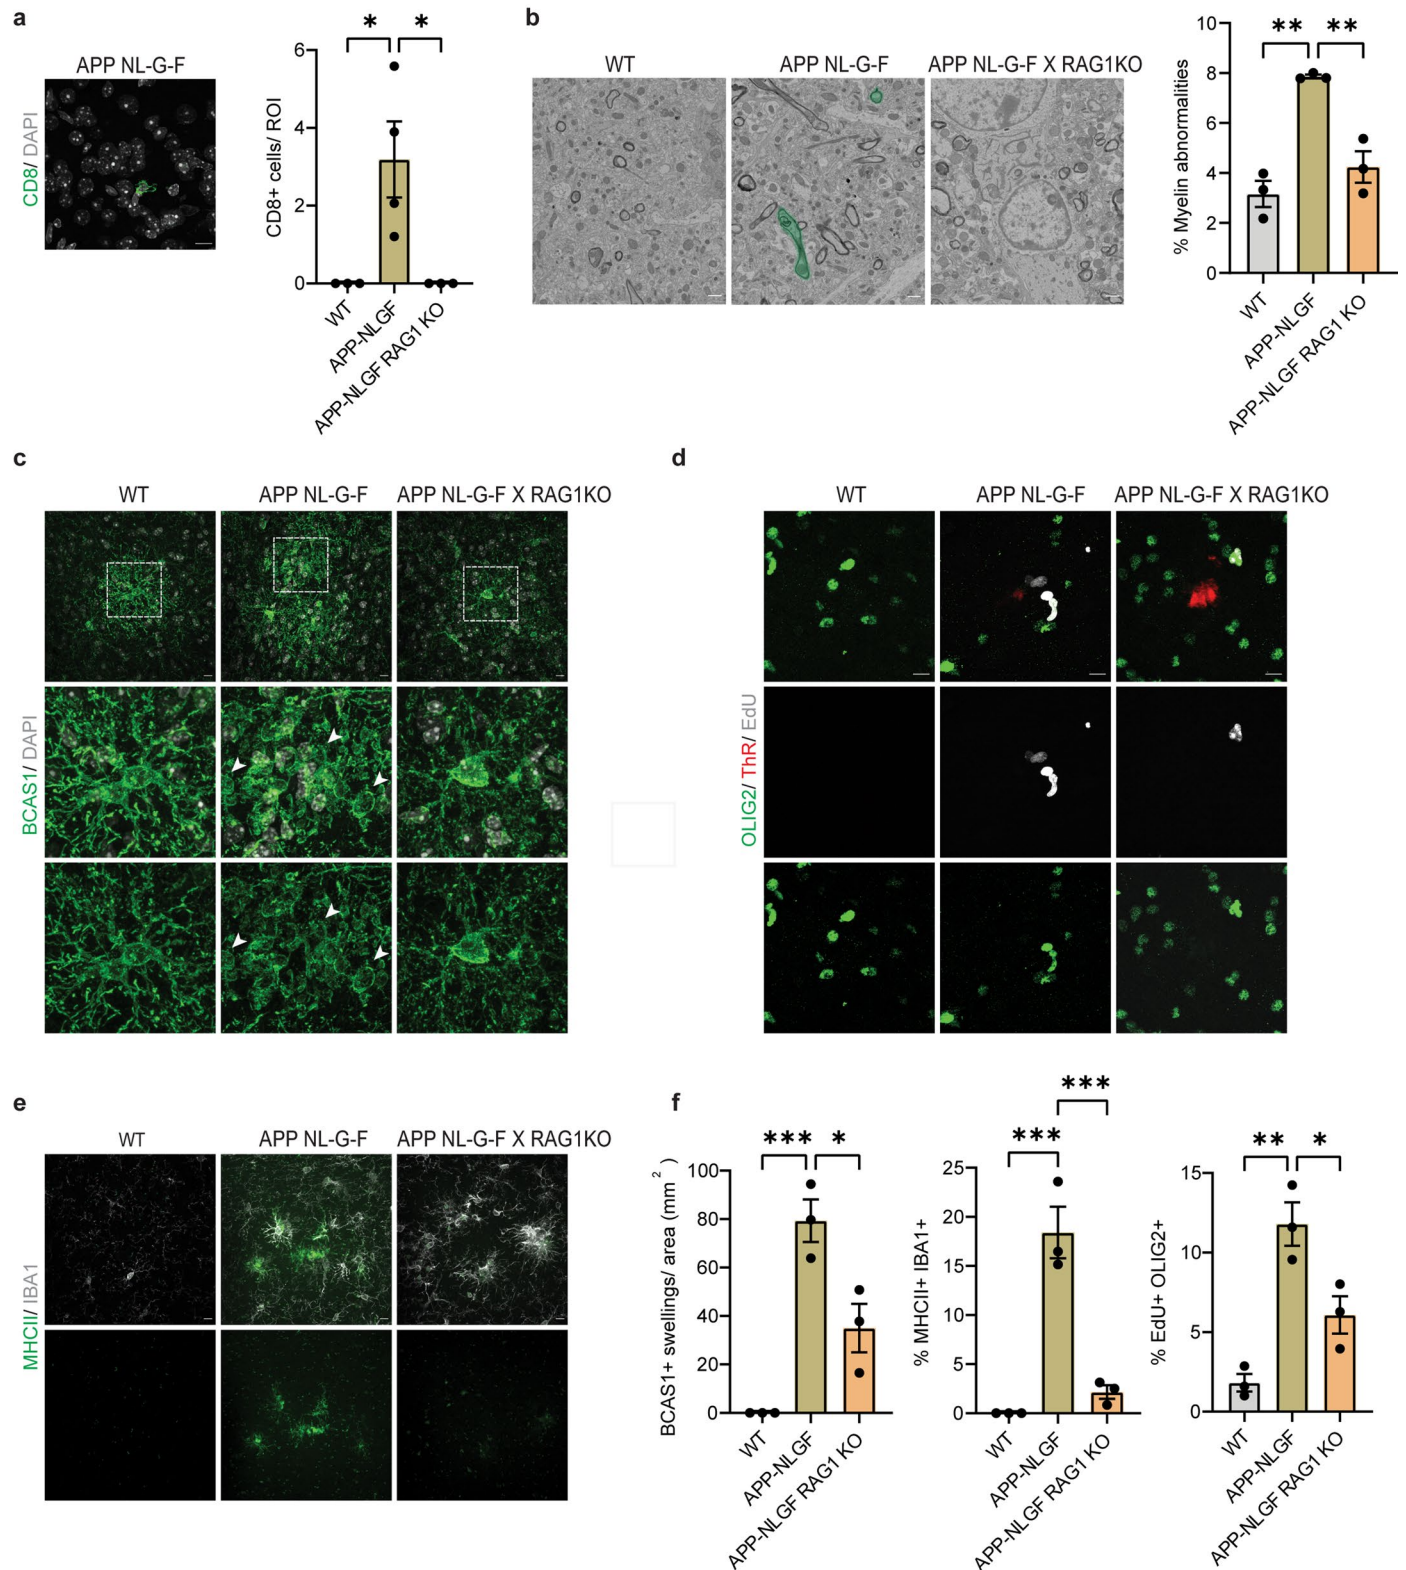 a
APP NL-G-F
CD8/ DAPI
CD8+ cells/ ROI
6
4
2
0
* *
WT
APP-NLGF
APP-NLGF RAG1 KO
b
WT APP NL-G-F APP NL-G-F X RAG1KO
% Myelin abnormalities
10
8
6
4
2
0
** **
WT
APP-NLGF
APP-NLGF RAG1 KO
c
WT APP NL-G-F APP NL-G-F X RAG1KO
BCAS1/ DAPI
d
WT APP NL-G-F APP NL-G-F X RAG1KO
OLIG2/ ThR/ EdU
e
WT APP NL-G-F APP NL-G-F X RAG1KO
MHCII/ IBA1
f
BCAS1+ swellings/ area (mm²)
100
80
60
40
20
0
*** *
WT
APP-NLGF
APP-NLGF RAG1 KO
% MHCII+ IBA1+
25
20
15
10
5
0
*** ***
WT
APP-NLGF
APP-NLGF RAG1 KO
% EdU+ OLIG2+
15
10
5
0
** *
WT
APP-NLGF
APP-NLGF RAG1 KO